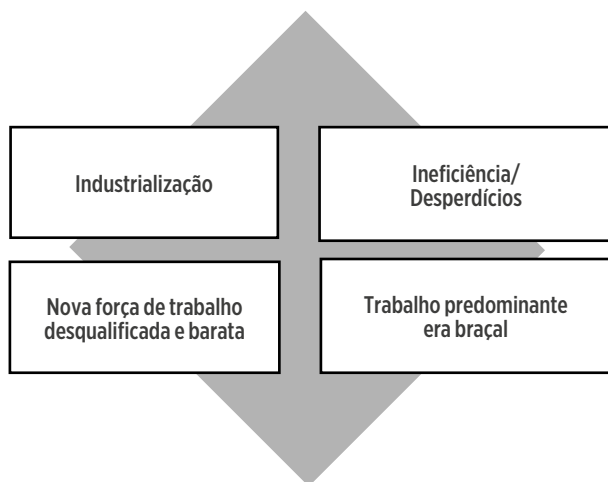 Industrialização
Ineficiência/
Desperdícios
Nova força de trabalho
desqualificada e barata
Trabalho predominante
era braçal